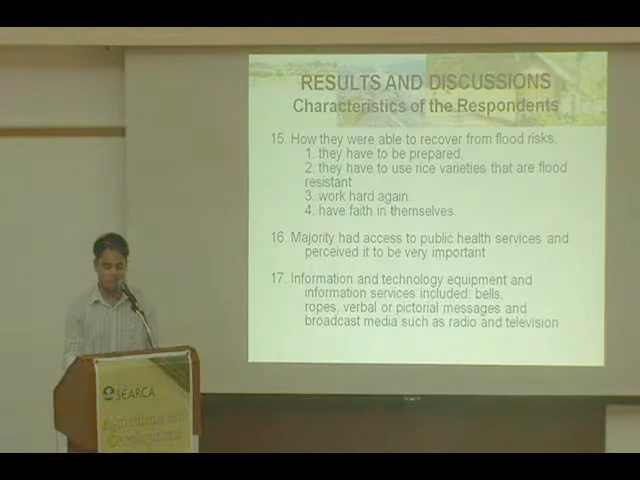 RESULTS AND DISCUSSIONS
Characteristics of the Respondents
15. How they were able to recover from flood risks.
1. they have to be prepared.
2. they have to use rice varieties that are flood
resistant
3. work hard again.
4. have faith in themselves.
16. Majority had access to public health services and
perceived it to be very important
17. Information and technology equipment and
information services included: bells,
ropes, verbal or pictorial messages and
broadcast media such as radio and television
SEARCA
Agriculture and
Development